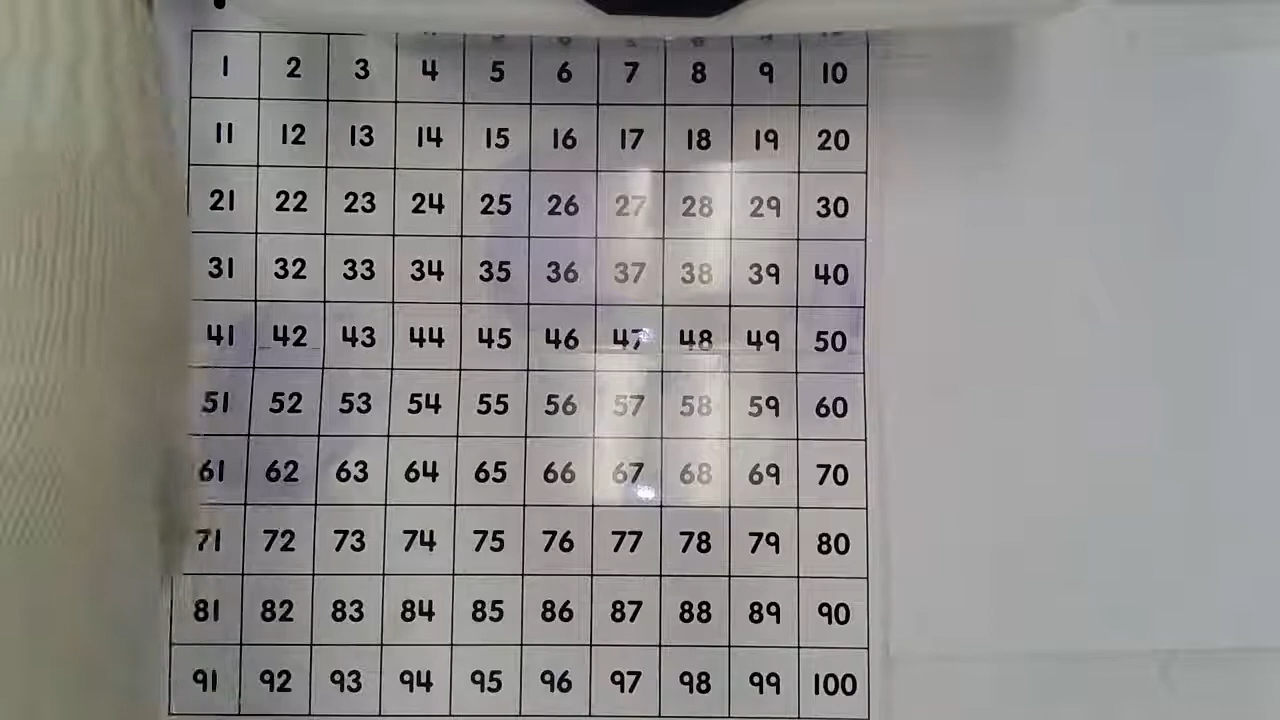 1 2 3 4 5 6 7 8 9 10
11 12 13 14 15 16 17 18 19 20
21 22 23 24 25 26 27 28 29 30
31 32 33 34 35 36 37 38 39 40
41 42 43 44 45 46 47 48 49 50
51 52 53 54 55 56 57 58 59 60
61 62 63 64 65 66 67 68 69 70
71 72 73 74 75 76 77 78 79 80
81 82 83 84 85 86 87 88 89 90
91 92 93 94 95 96 97 98 99 100